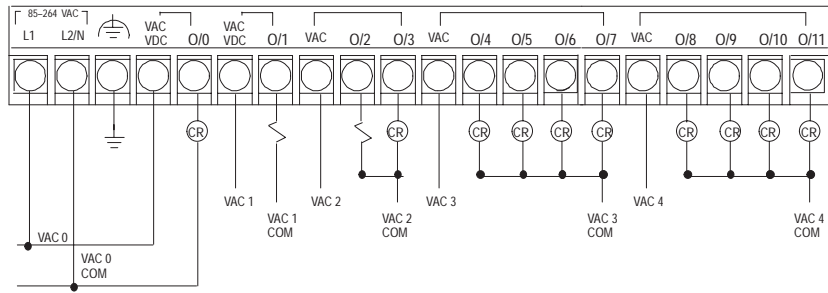 85–264 VAC
L1
L2/N
VAC
VDC
O/0
VAC
VDC
O/1
VAC
O/2
O/3
VAC
O/4
O/5
O/6
O/7
VAC
O/8
O/9
O/10
O/11
CR
CR
CR
CR
CR
CR
CR
CR
CR
CR
VAC 1
VAC 2
VAC 3
VAC 4
VAC 1
COM
VAC 2
COM
VAC 3
COM
VAC 4
COM
VAC 0
VAC 0
COM